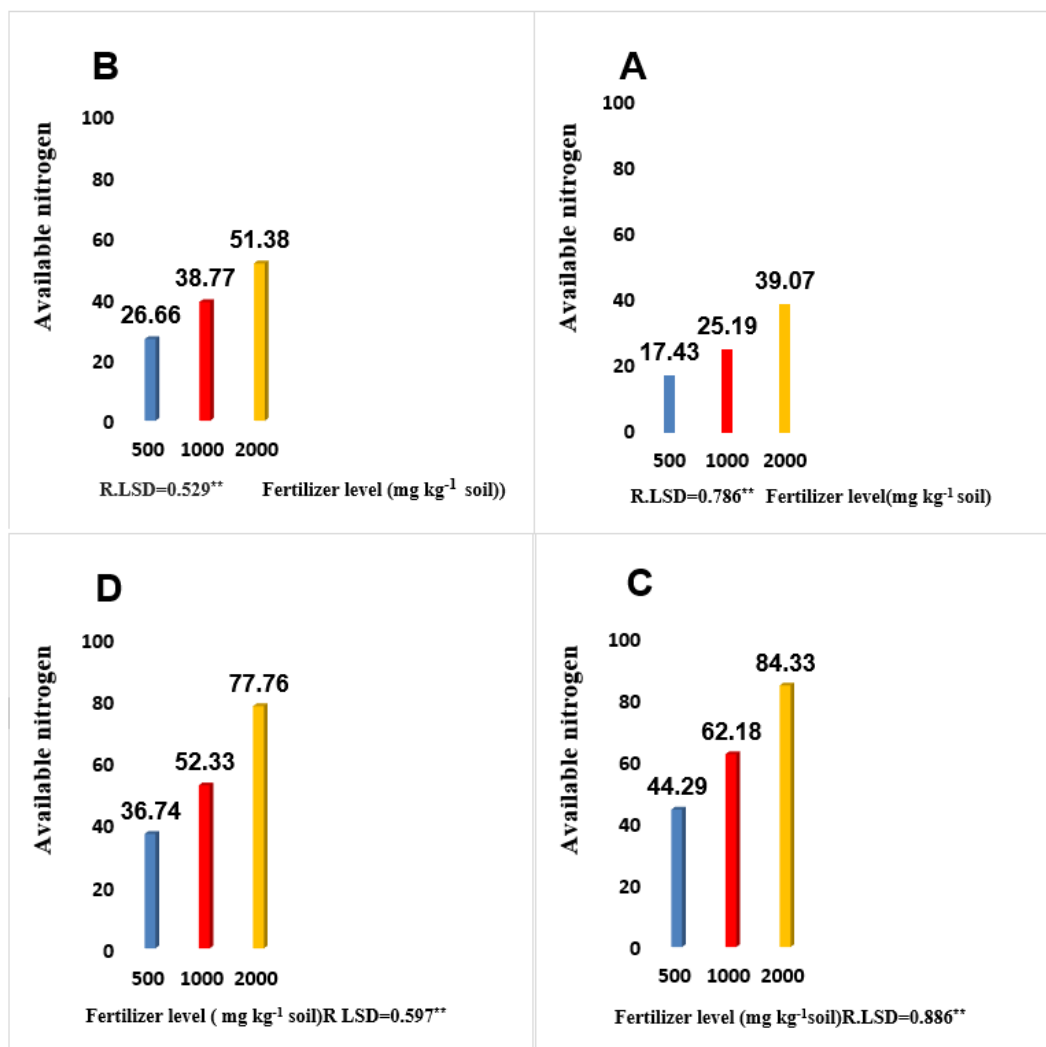 B
Available nitrogen
100
80
60
40
20
0
26.66
38.77
51.38
500 1000 2000
R.LSD=0.529** Fertilizer level (mg kg⁻¹ soil))
A
Available nitrogen
100
80
60
40
20
0
17.43
25.19
39.07
500 1000 2000
R.LSD=0.786** Fertilizer level(mg kg⁻¹ soil)
D
Available nitrogen
100
80
60
40
20
0
36.74
52.33
77.76
500 1000 2000
Fertilizer level ( mg kg⁻¹ soil)R LSD=0.597**
C
Available nitrogen
100
80
60
40
20
0
44.29
62.18
84.33
500 1000 2000
Fertilizer level (mg kg⁻¹soil)R.LSD=0.886**